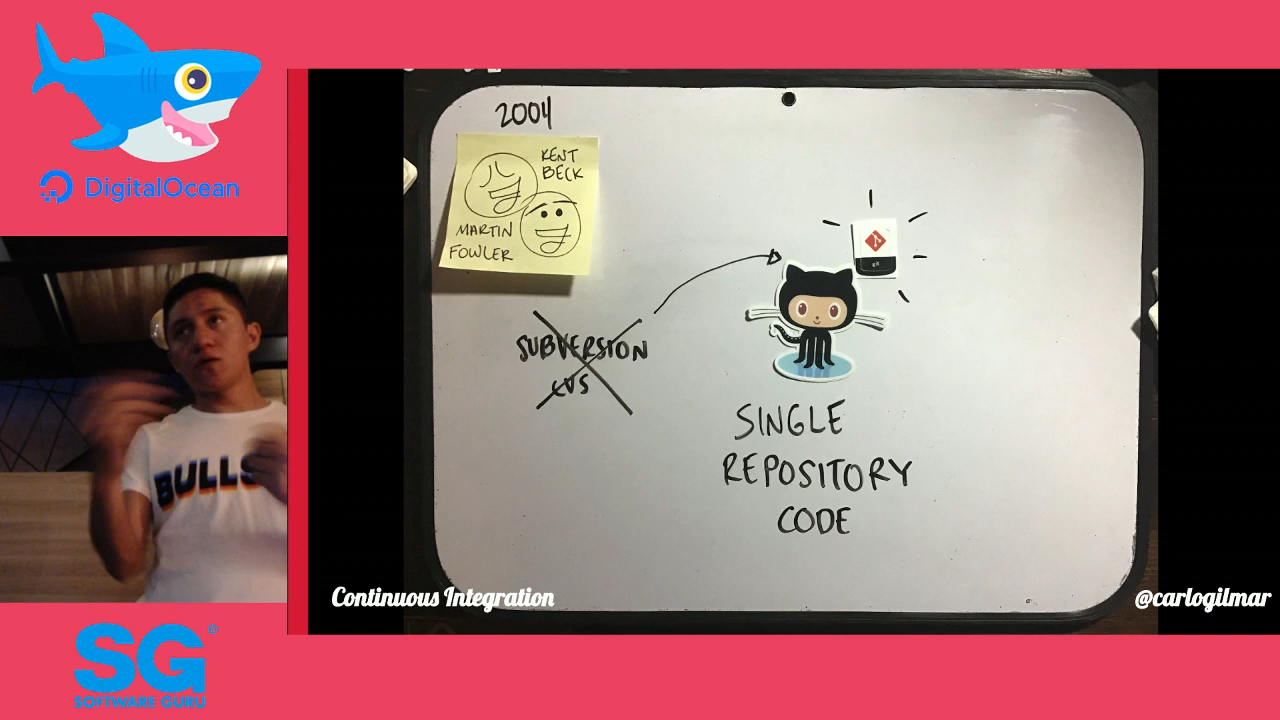 DigitalOcean
BULLS
SG®
SOFTWARE GURU
2004
KENT
BECK
MARTIN
FOWLER
SUBVERSION
CVS
SINGLE
REPOSITORY
CODE
Continuous Integration
@carlogilmar